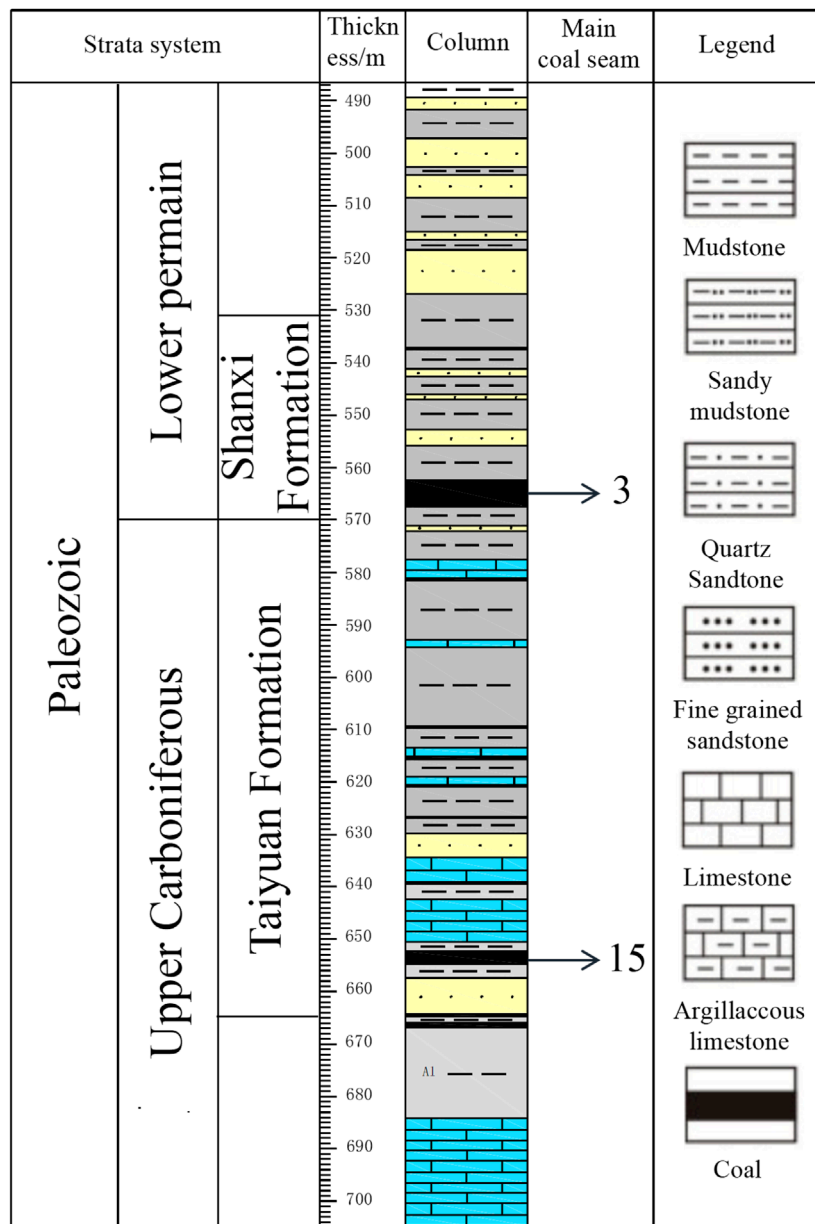 Strata system
Thickn
ess/m
Column
Main
coal seam
Legend
Paleozoic
Lower permain
Upper Carboniferous
Shanxi
Formation
Taiyuan Formation
490
500
510
520
530
540
550
560
570
580
590
600
610
620
630
640
650
660
670
680
690
700
Al
3
15
Mudstone
Sandy
mudstone
Quartz
Sandtone
Fine grained
sandstone
Limestone
Argillaccous
limestone
Coal